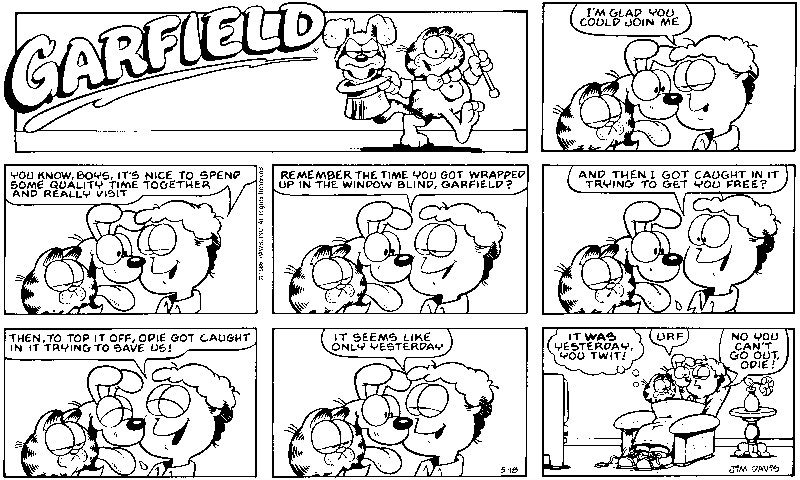 GARFIELD
I'M GLAD YOU
COULD JOIN ME
YOU KNOW, BOYS, IT'S NICE TO SPEND
SOME QUALITY TIME TOGETHER
AND REALLY VISIT
REMEMBER THE TIME YOU GOT WRAPPED
UP IN THE WINDOW BLIND, GARFIELD?
AND THEN I GOT CAUGHT IN IT
TRYING TO GET YOU FREE?
THEN, TO TOP IT OFF, ODIE GOT CAUGHT
IN IT TRYING TO SAVE US!
IT SEEMS LIKE
ONLY YESTERDAY
5-18
IT WAS
YESTERDAY,
YOU TWIT!
URF
NO YOU
CAN'T
GO OUT,
ODIE!
JIM DAVIS